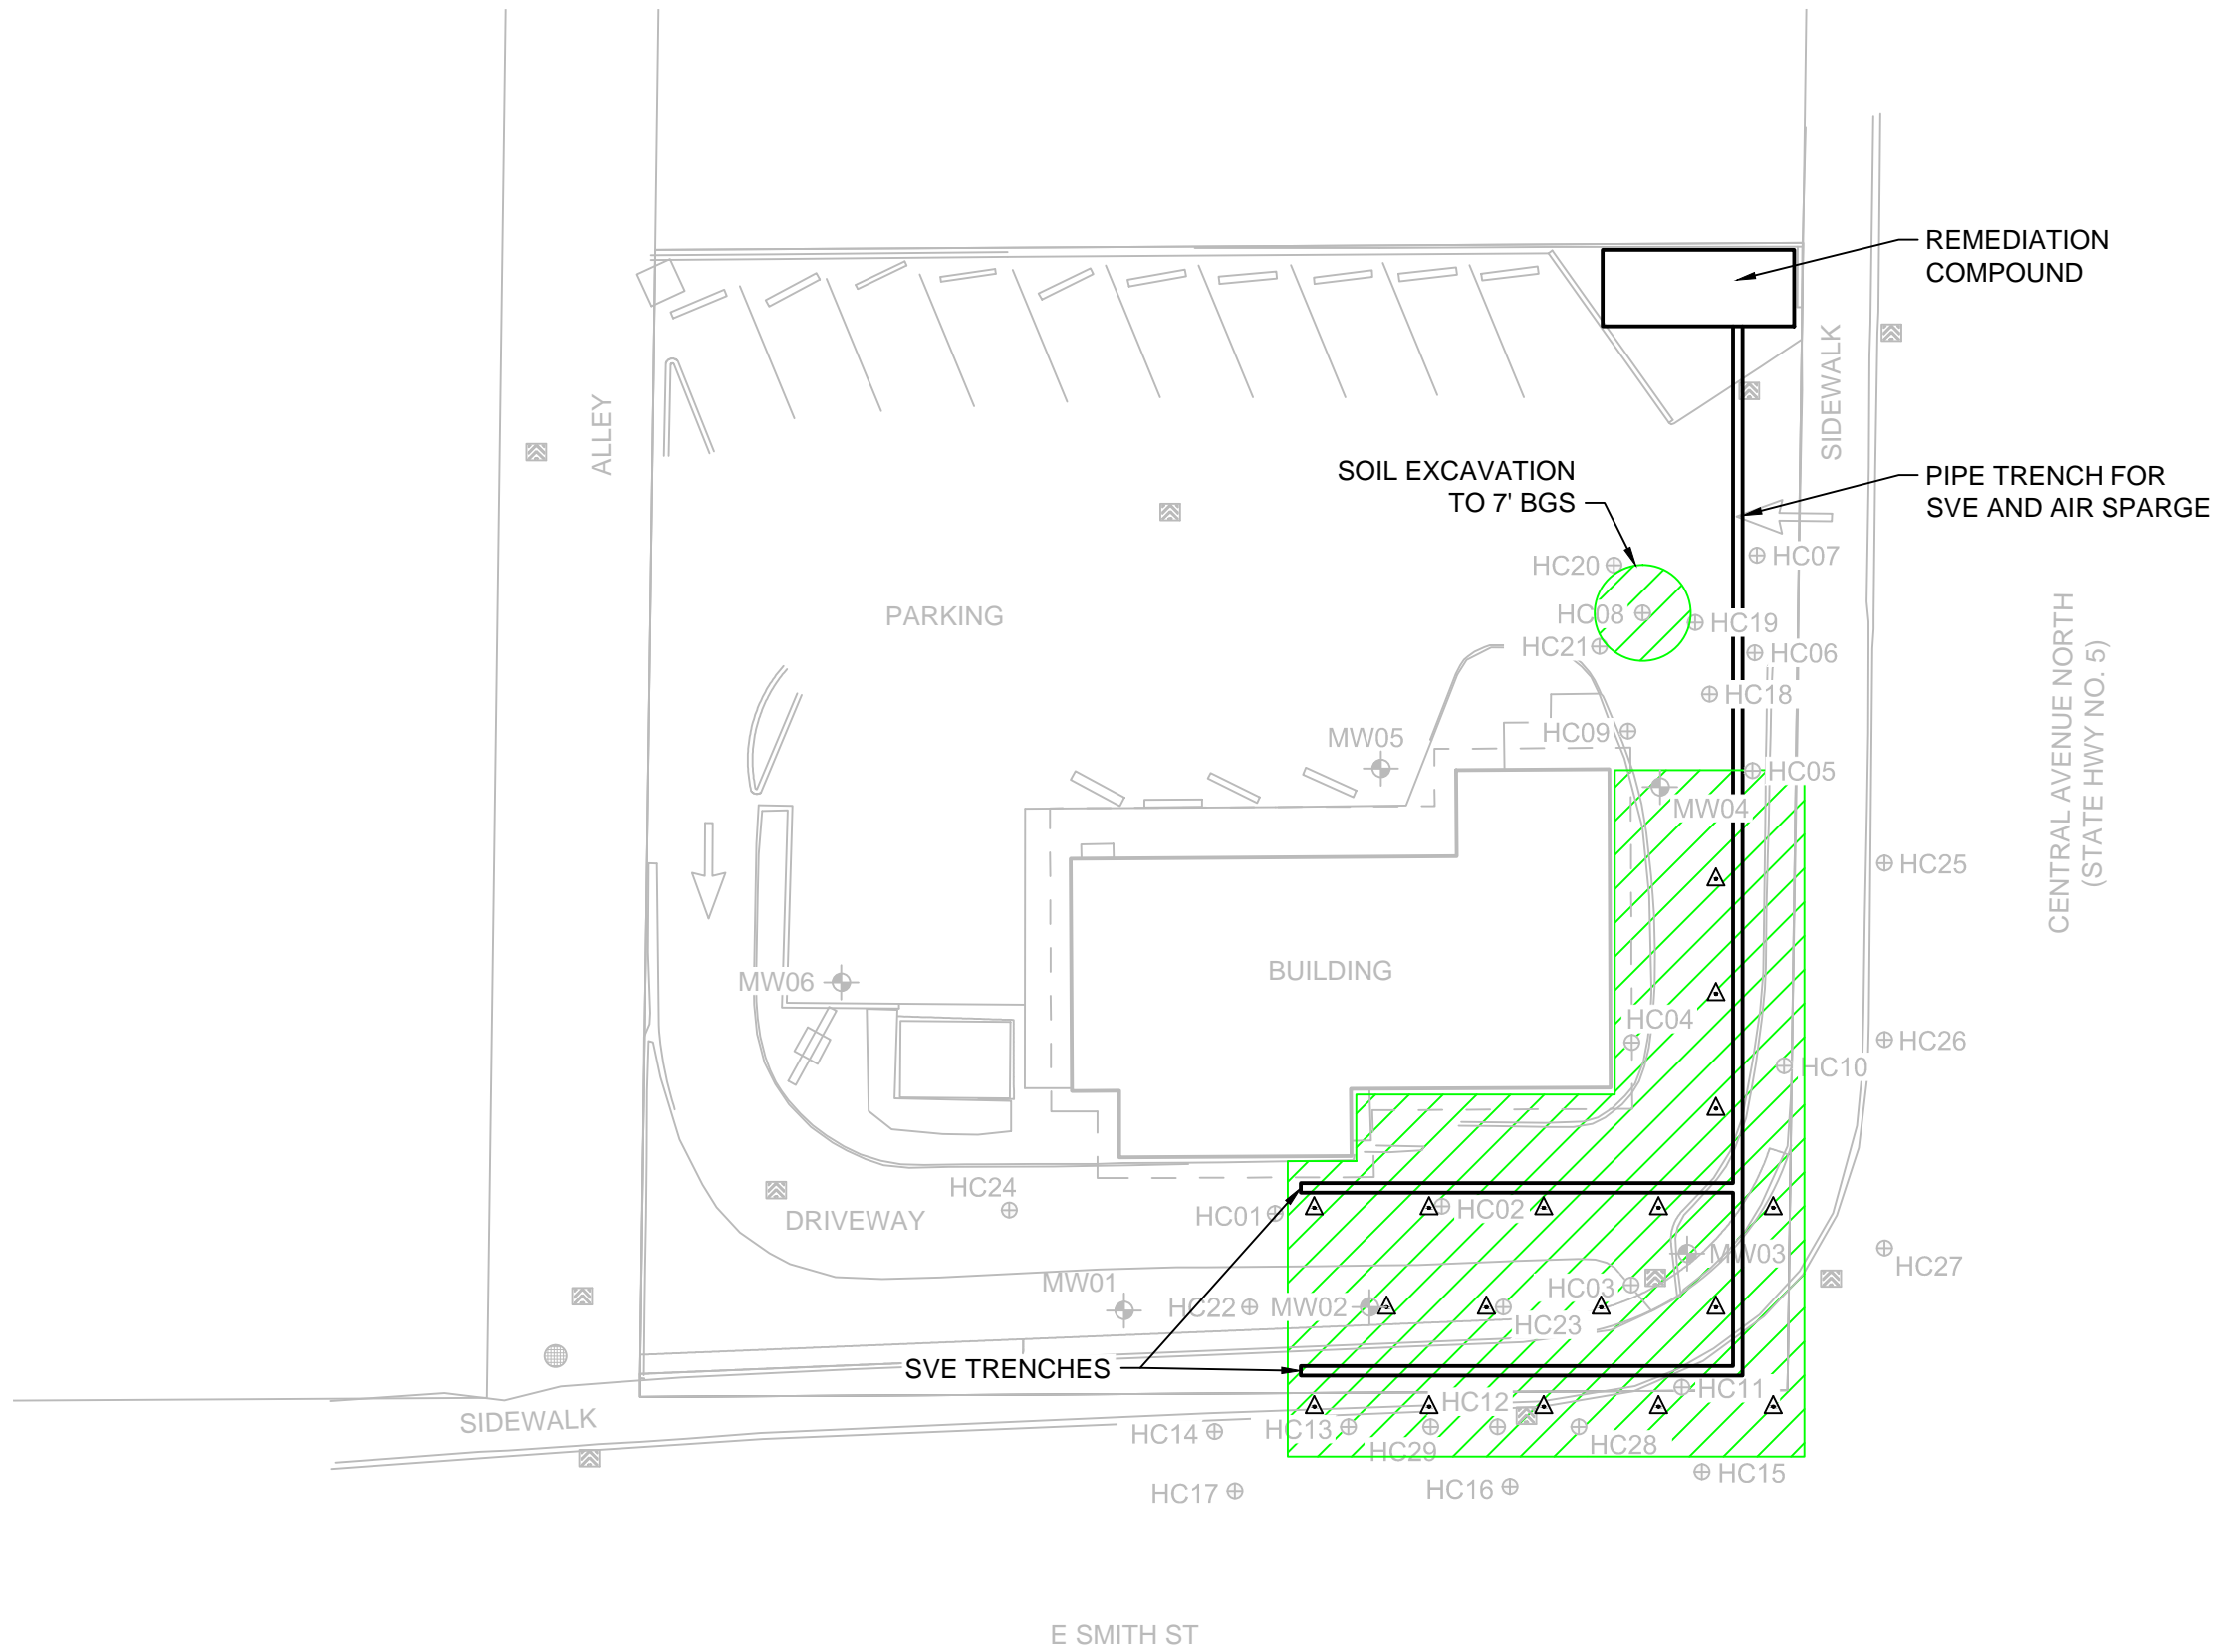 REMEDIATION
COMPOUND
SIDEWALK
ALLEY
SOIL EXCAVATION
TO 7' BGS
PIPE TRENCH FOR
SVE AND AIR SPARGE
HC07
HC20
PARKING
HC08
HC19
HC21
HC06
CENTRAL AVENUE NORTH
(STATE HWY NO. 5)
HC18
HC09
MW05
HC05
MW04
HC25
BUILDING
MW06
HC04
HC26
HC10
HC24
HC01
HC02
DRIVEWAY
MW03
HC27
MW01
HC03
HC22
MW02
HC23
SVE TRENCHES
HC11
HC12
SIDEWALK
HC14
HC13
HC29
HC28
HC15
HC17
HC16
E SMITH ST